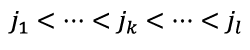 j₁ < ⋯ < jₖ < ⋯ < jₗ